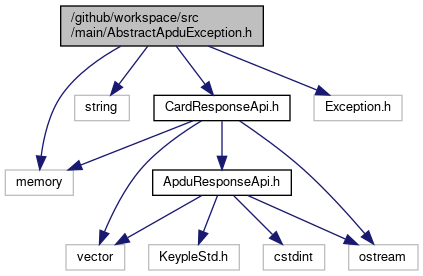 /github/workspace/src
/main/AbstractApduException.h
string
CardResponseApi.h
Exception.h
memory
ApduResponseApi.h
vector
KeypleStd.h
cstdint
ostream